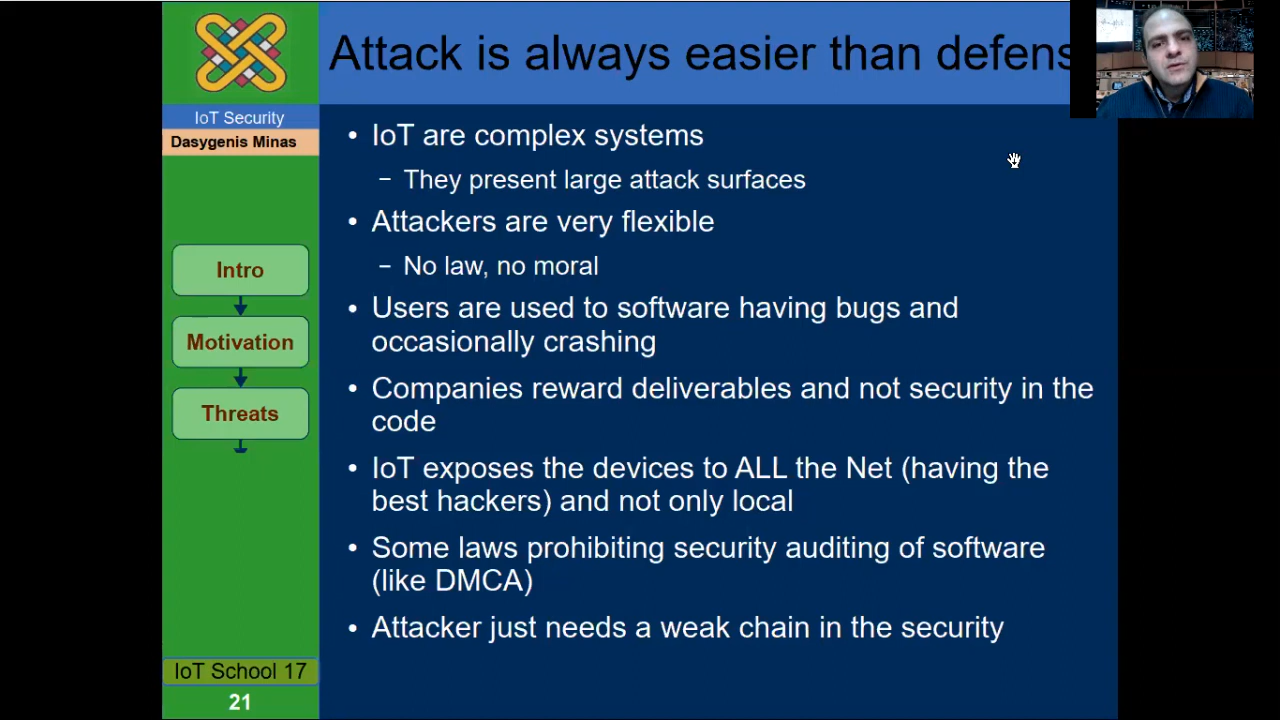 Attack is always easier than defens
IoT Security
Dasygenis Minas
Intro
Motivation
Threats
IoT School 17
21
• IoT are complex systems
– They present large attack surfaces
• Attackers are very flexible
– No law, no moral
• Users are used to software having bugs and
occasionally crashing
• Companies reward deliverables and not security in the
code
• IoT exposes the devices to ALL the Net (having the
best hackers) and not only local
• Some laws prohibiting security auditing of software
(like DMCA)
• Attacker just needs a weak chain in the security